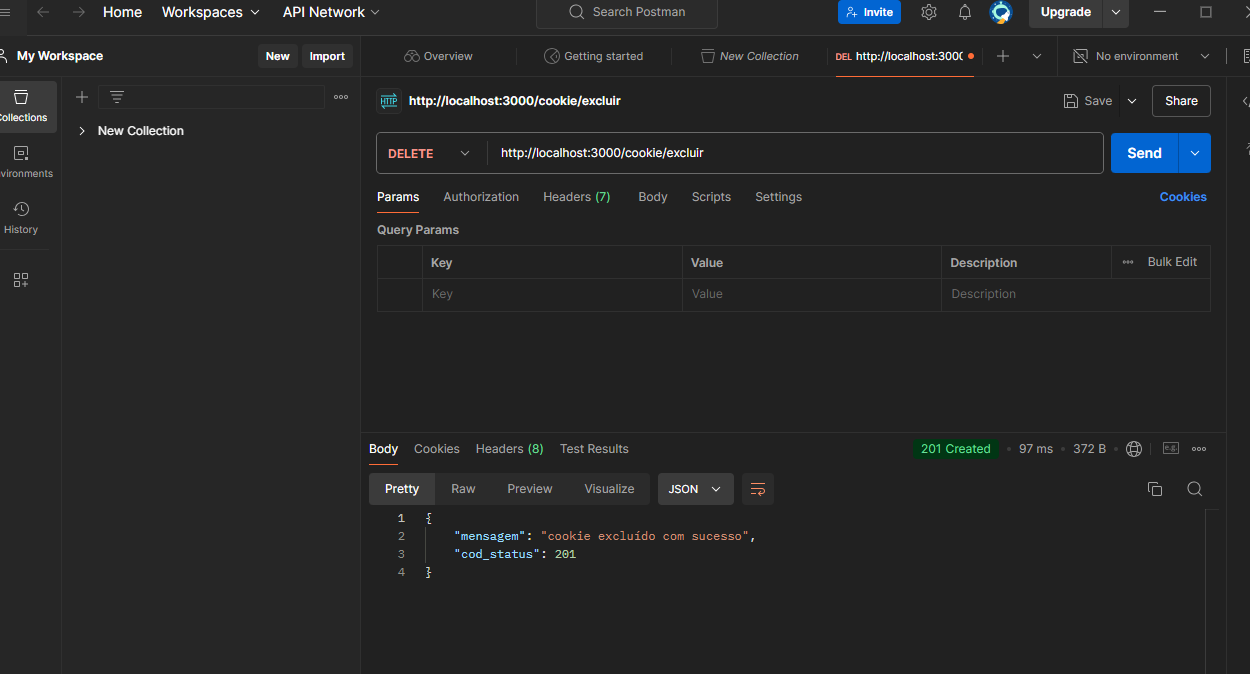 Home Workspaces API Network Search Postman Invite Upgrade
My Workspace New Import Overview Getting started New Collection DEL http://localhost:3000 No environment
Collections
New Collection
http://localhost:3000/cookie/excluir Save Share
DELETE http://localhost:3000/cookie/excluir Send
vironments
History
Params Authorization Headers (7) Body Scripts Settings Cookies
Query Params
Key Value Description Bulk Edit
Key Value Description
Body Cookies Headers (8) Test Results 201 Created 97 ms 372 B e.g.
Pretty Raw Preview Visualize JSON
1 {
2 "mensagem": "cookie excluído com sucesso",
3 "cod_status": 201
4 }